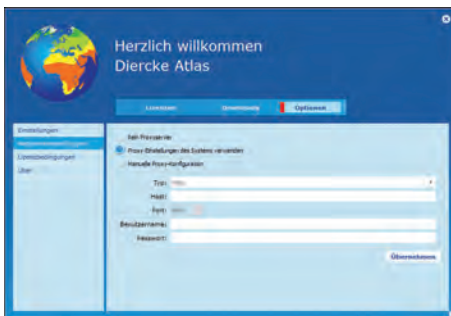 Herzlich willkommen
Diercke Atlas
Lizenzen Downloads Optionen
Einstellungen
Lizenzbedingungen
Über
Kein Proxyserver
Proxy-Einstellungen des Systems verwenden
Manuelle Proxy-Konfiguration
Typ:
Host:
Port:
Benutzername:
Passwort:
Übernehmen